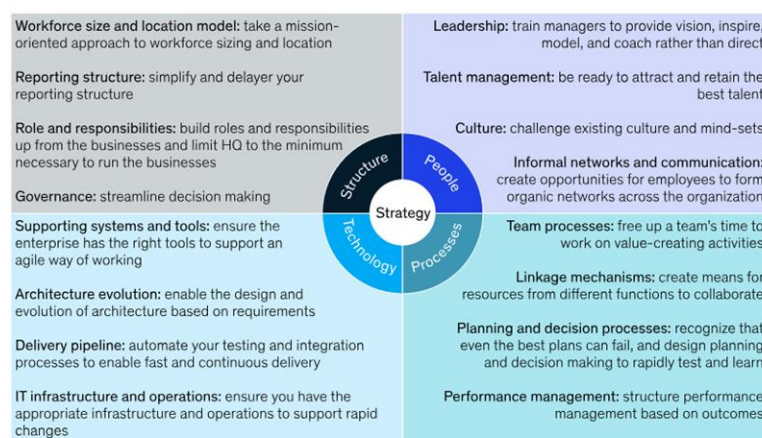 Workforce size and location model: take a mission-
oriented approach to workforce sizing and location
Reporting structure: simplify and delayer your
reporting structure
Role and responsibilities: build roles and responsibilities
up from the businesses and limit HQ to the minimum
necessary to run the businesses
Governance: streamline decision making
Leadership: train managers to provide vision, inspire,
model, and coach rather than direct
Talent management: be ready to attract and retain the
best talent
Culture: challenge existing culture and mind-sets
Informal networks and communication:
create opportunities for employees to form
organic networks across the organization
Structure
People
Strategy
Technology
Processes
Supporting systems and tools: ensure the
enterprise has the right tools to support an
agile way of working
Architecture evolution: enable the design and
evolution of architecture based on requirements
Delivery pipeline: automate your testing and integration
processes to enable fast and continuous delivery
IT infrastructure and operations: ensure you have the
appropriate infrastructure and operations to support rapid
changes
Team processes: free up a team's time to
work on value-creating activities
Linkage mechanisms: create means for
resources from different functions to collaborate
Planning and decision processes: recognize that
even the best plans can fail, and design planning
and decision making to rapidly test and learn
Performance management: structure performance
management based on outcomes